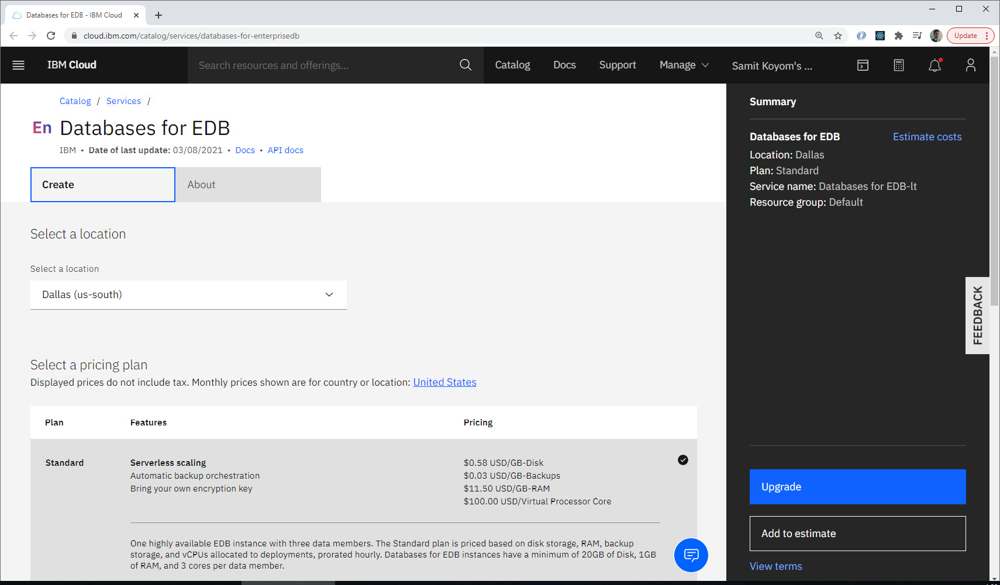 Databases for EDB - IBM Cloud
cloud.ibm.com/catalog/services/databases-for-enterprisedb
Update
IBM Cloud
Search resources and offerings...
Catalog
Docs
Support
Manage
Samit Koyom's ...
Catalog / Services /
En Databases for EDB
IBM • Date of last update: 03/08/2021 • Docs • API docs
Create
About
Select a location
Select a location
Dallas (us-south)
Select a pricing plan
Displayed prices do not include tax. Monthly prices shown are for country or location: United States
Plan Features Pricing
Standard
Serverless scaling
Automatic backup orchestration
Bring your own encryption key
$0.58 USD/GB-Disk
$0.03 USD/GB-Backups
$11.50 USD/GB-RAM
$100.00 USD/Virtual Processor Core
One highly available EDB instance with three data members. The Standard plan is priced based on disk storage, RAM, backup
storage, and vCPUs allocated to deployments, prorated hourly. Databases for EDB instances have a minimum of 20GB of Disk, 1GB
of RAM, and 3 cores per data member.
Summary
Databases for EDB
Estimate costs
Location: Dallas
Plan: Standard
Service name: Databases for EDB-lt
Resource group: Default
FEEDBACK
Upgrade
Add to estimate
View terms